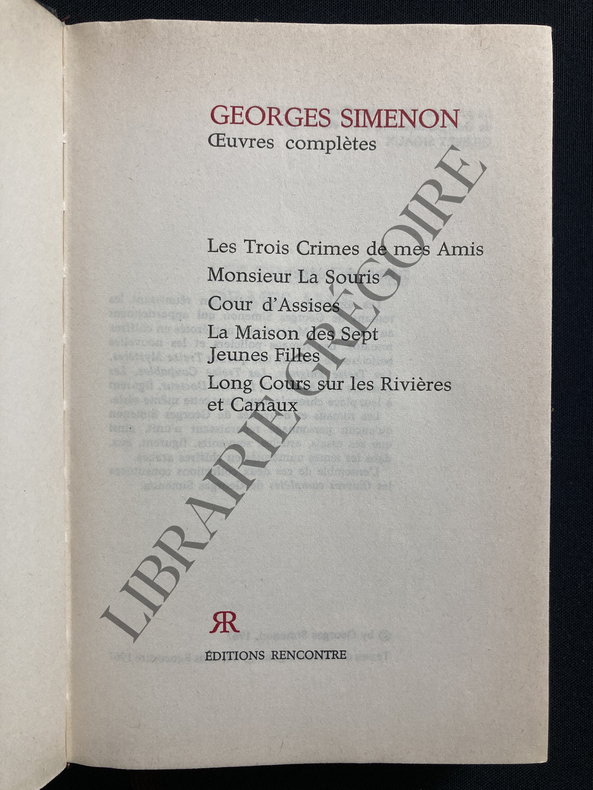 GEORGES SIMENON
Œuvres complètes
Les Trois Crimes de mes Amis
Monsieur La Souris
Cour d'Assises
La Maison des Sept
Jeunes Filles
Long Cours sur les Rivières
et Canaux
LIBRAIRIE GRÉGOIRE
RR
ÉDITIONS RENCONTRE